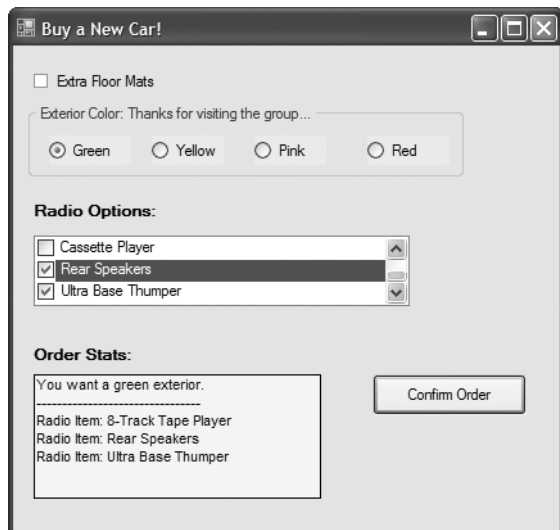 Buy a New Car!
Extra Floor Mats
Exterior Color: Thanks for visiting the group...
Green Yellow Pink Red
Radio Options:
Cassette Player
Rear Speakers
Ultra Base Thumper
Order Stats:
You want a green exterior.
--------------------------------
Radio Item: 8-Track Tape Player
Radio Item: Rear Speakers
Radio Item: Ultra Base Thumper
Confirm Order